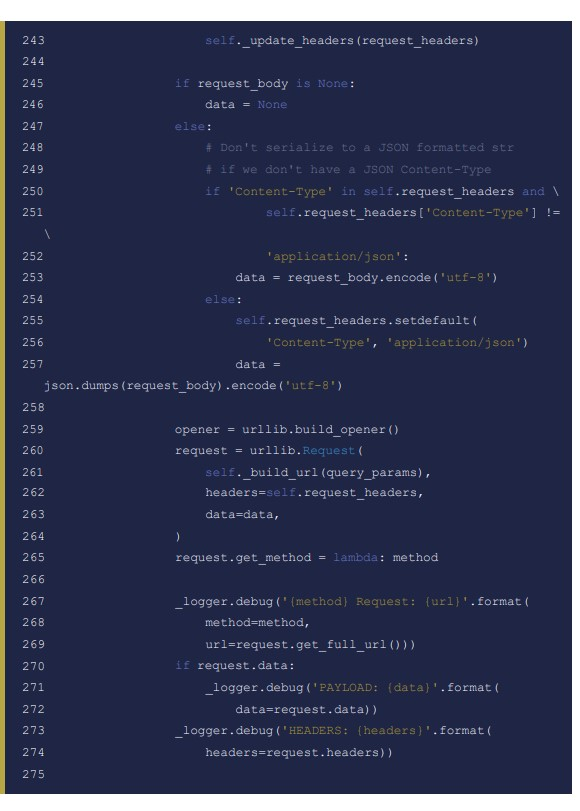 243 self._update_headers(request_headers)
244
245 if request_body is None:
246 data = None
247 else:
248 # Don't serialize to a JSON formatted str
249 # if we don't have a JSON Content-Type
250 if 'Content-Type' in self.request_headers and \
251 self.request_headers['Content-Type'] !=
\
252 'application/json':
253 data = request_body.encode('utf-8')
254 else:
255 self.request_headers.setdefault(
256 'Content-Type', 'application/json')
257 data =
json.dumps(request_body).encode('utf-8')
258
259 opener = urllib.build_opener()
260 request = urllib.Request(
261 self._build_url(query_params),
262 headers=self.request_headers,
263 data=data,
264 )
265 request.get_method = lambda: method
266
267 _logger.debug('{method} Request: {url}'.format(
268 method=method,
269 url=request.get_full_url()))
270 if request.data:
271 _logger.debug('PAYLOAD: {data}'.format(
272 data=request.data))
273 _logger.debug('HEADERS: {headers}'.format(
274 headers=request.headers))
275